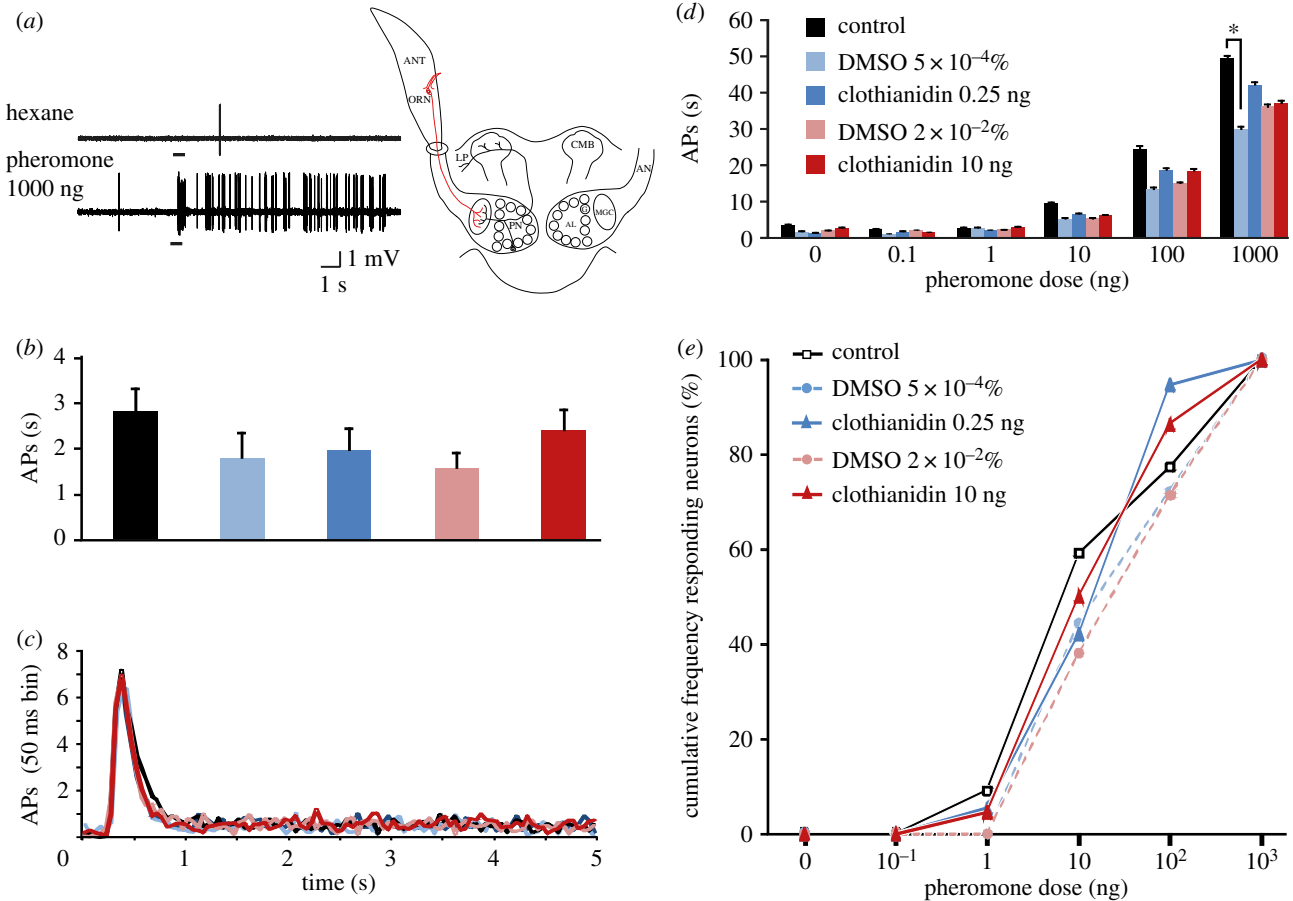 (a)
hexane
pheromone
1000 ng
1 mV
1 s
ANT
ORN
LP
CMB
AN
PN
G
AL
MGC
(b)
APs (s)
4
3
2
1
0
(c)
APs (50 ms bin)
8
6
4
2
0 1 2 3 4 5
time (s)
(d)
APs (s)
60
50
40
30
20
10
0
control
DMSO 5 × 10⁻⁴%
clothianidin 0.25 ng
DMSO 2 × 10⁻²%
clothianidin 10 ng
*
0 0.1 1 10 100 1000
pheromone dose (ng)
(e)
cumulative frequency responding neurons (%)
100
80
60
40
20
0
control
DMSO 5 × 10⁻⁴%
clothianidin 0.25 ng
DMSO 2 × 10⁻²%
clothianidin 10 ng
0 10⁻¹ 1 10 10² 10³
pheromone dose (ng)